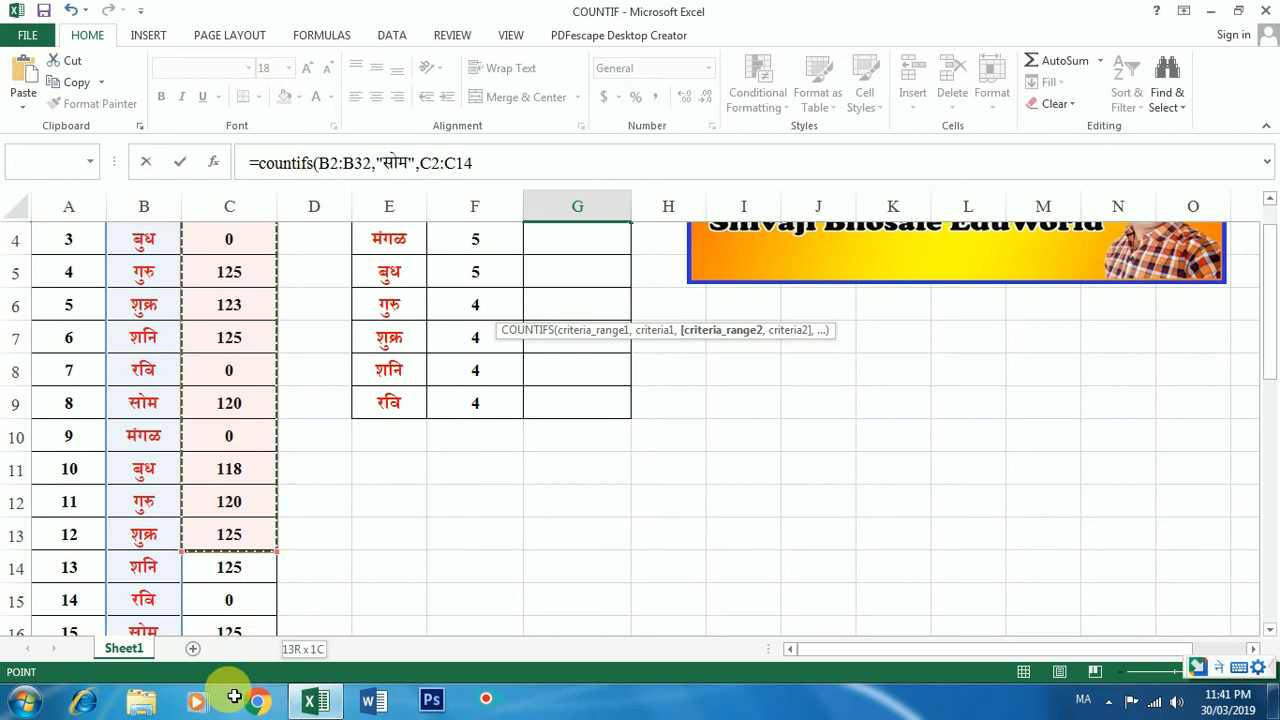 COUNTIF - Microsoft Excel
FILE HOME INSERT PAGE LAYOUT FORMULAS DATA REVIEW VIEW PDFescape Desktop Creator Sign in
Paste Cut Copy Format Painter Clipboard
18 B I U A A A Font
Wrap Text Merge & Center Alignment
General $ % , Number
Conditional Formatting Format as Table Cell Styles Styles
Insert Delete Format Cells
AutoSum Fill Clear Sort & Filter Find & Select Editing
=countifs(B2:B32,"सोम",C2:C14
A B C D E F G H I J K L M N O
4 3 बुध 0 मंगळ 5 Shivaji Bhosale EduWorld
5 4 गुरु 125 बुध 5
6 5 शुक्र 123 गुरु 4
COUNTIFS(criteria_range1, criteria1, [criteria_range2, criteria2], ...)
7 6 शनि 125 शुक्र 4
8 7 रवि 0 शनि 4
9 8 सोम 120 रवि 4
10 9 मंगळ 0
11 10 बुध 118
12 11 गुरु 120
13 12 शुक्र 125
14 13 शनि 125
15 14 रवि 0
16 15 सोम 125
Sheet1 13R x 1C
POINT ने
MA 11:41 PM
30/03/2019